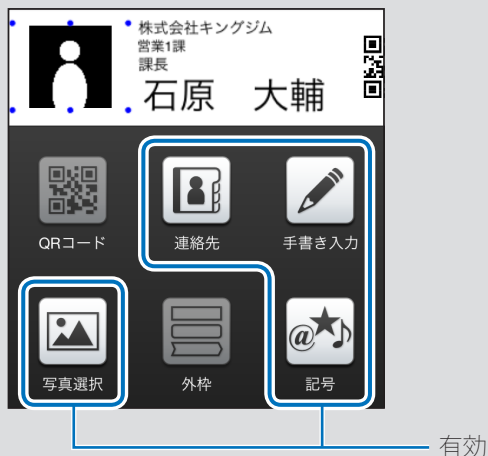 株式会社キングジム
営業1課
課長
石原　大輔
QRコード
連絡先
手書き入力
@
写真選択
外枠
記号
有効